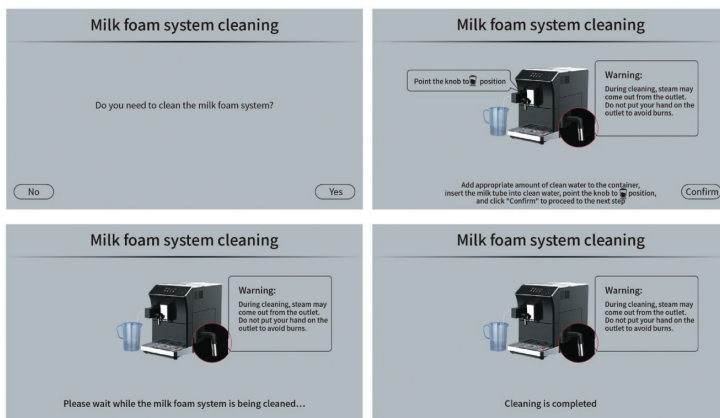 Milk foam system cleaning
Do you need to clean the milk foam system?
No
Yes
Milk foam system cleaning
Point the knob to position
Warning:
During cleaning, steam may
come out from the outlet.
Do not put your hand on the
outlet to avoid burns.
Add appropriate amount of clean water to the container,
insert the milk tube into clean water, point the knob to position,
and click "Confirm" to proceed to the next step
Confirm
Milk foam system cleaning
Warning:
During cleaning, steam may
come out from the outlet.
Do not put your hand on the
outlet to avoid burns.
Please wait while the milk foam system is being cleaned…
Milk foam system cleaning
Warning:
During cleaning, steam may
come out from the outlet.
Do not put your hand on the
outlet to avoid burns.
Cleaning is completed